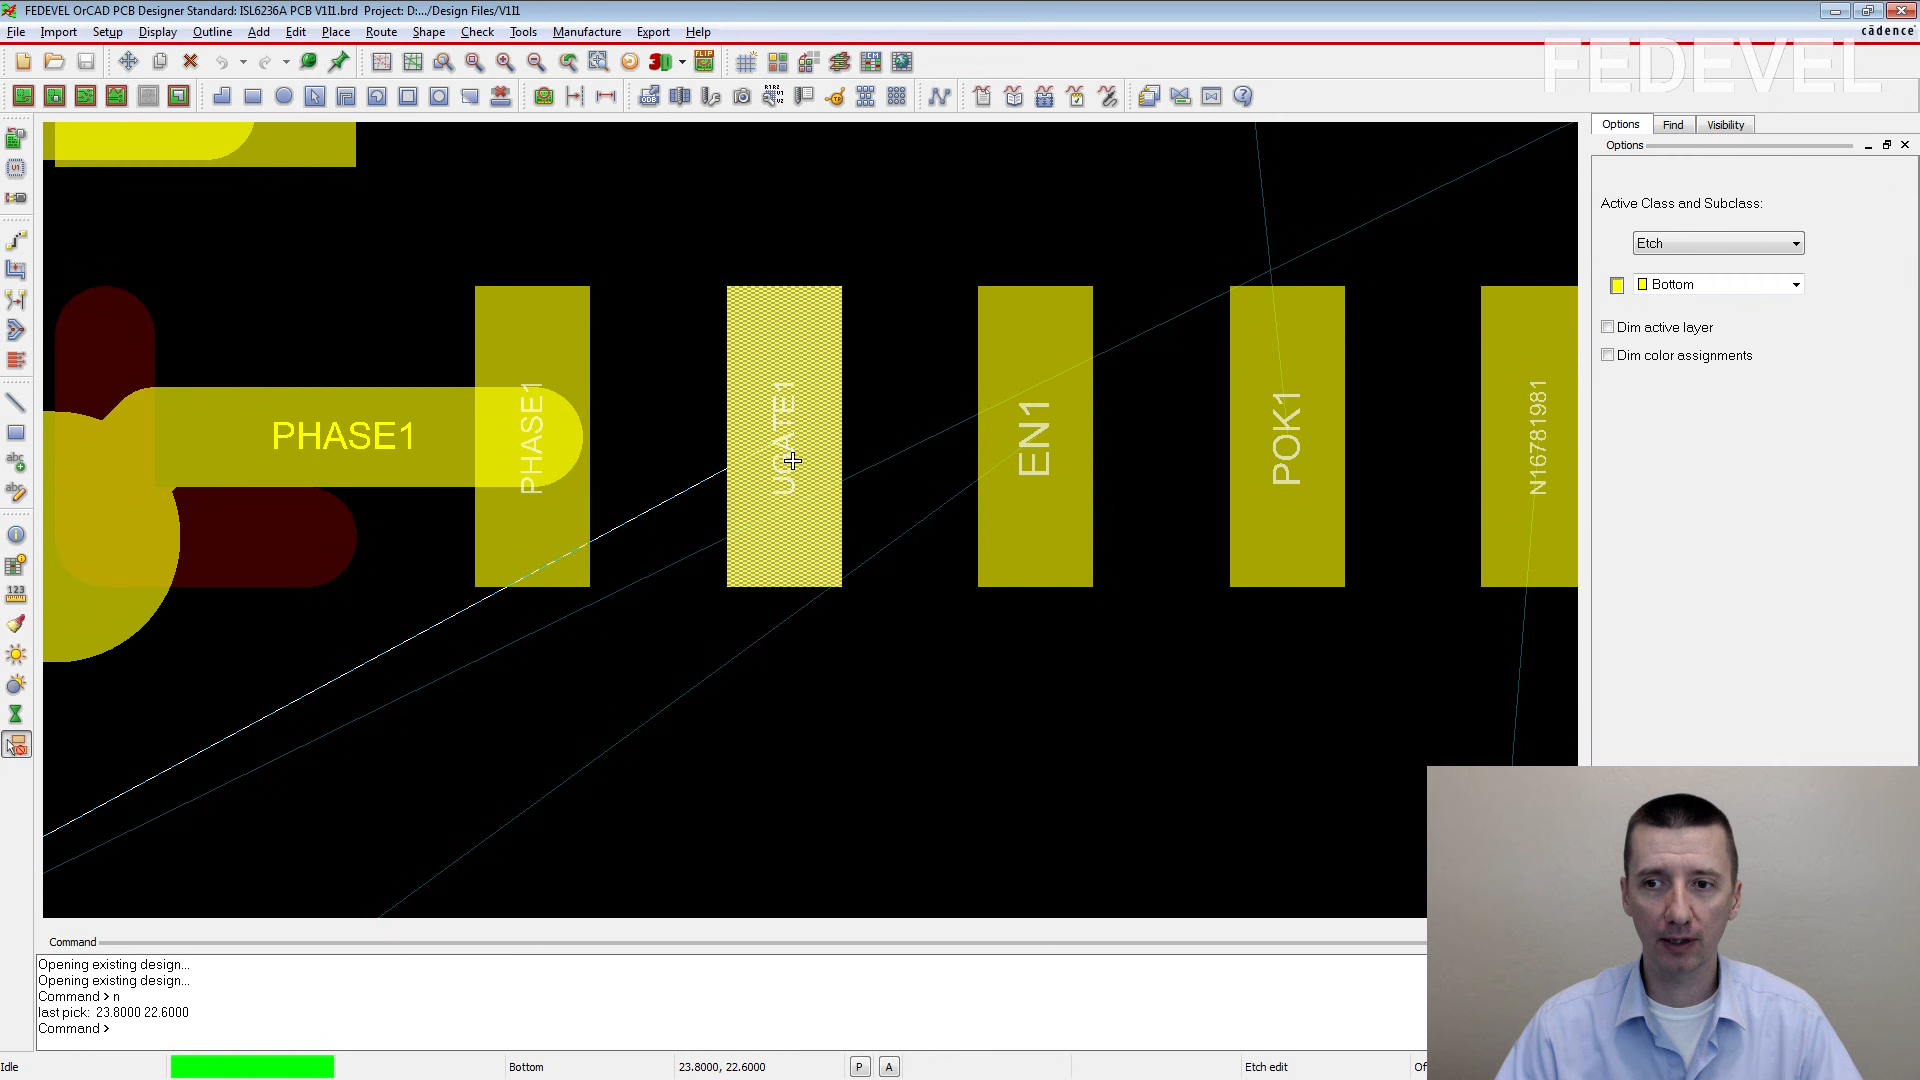 FEDEVEL OrCAD PCB Designer Standard: ISL6236A PCB V1I1.brd Project: D:.../Design Files/V1I1
File Import Setup Display Outline Add Edit Place Route Shape Check Tools Manufacture Export Help
cādence
FEDEVEL
3D
FLIP
Options Find Visibility
Options
Active Class and Subclass:
Etch
Bottom
Dim active layer
Dim color assignments
PHASE1
PHASE1
UGATE1
EN1
POK1
N16781981
Command
Opening existing design...
Opening existing design...
Command > n
last pick: 23.8000 22.6000
Command >
Idle
Bottom
23.8000, 22.6000
P
A
Etch edit